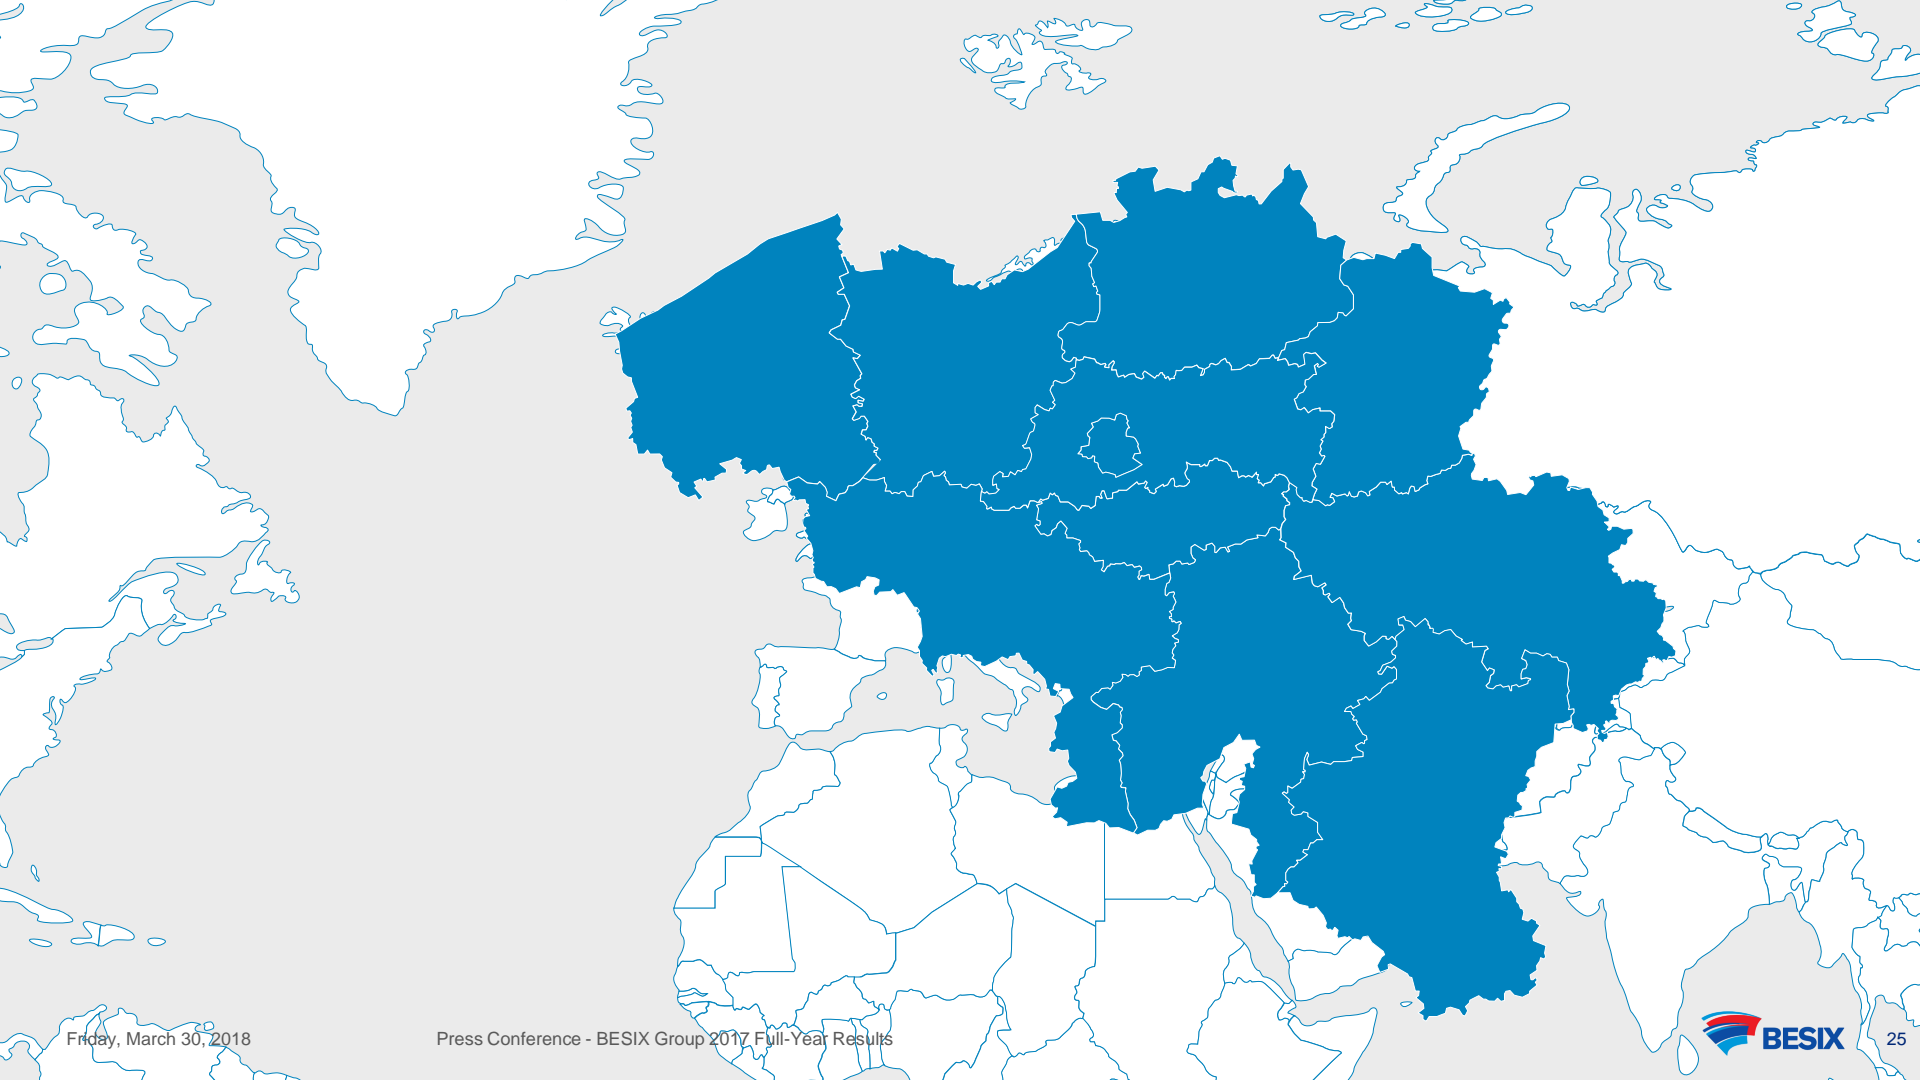 Friday, March 30, 2018
Press Conference - BESIX Group 2017 Full-Year Results
BESIX
25